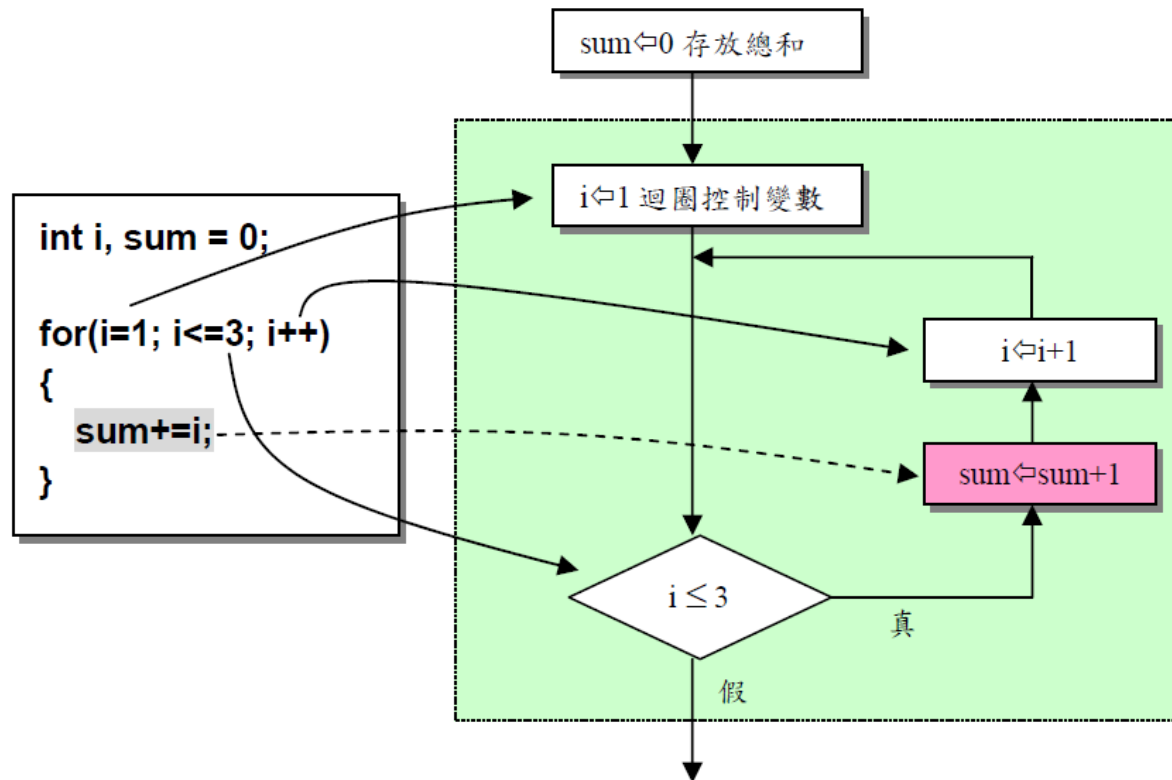 sum⇦0 存放總和
i⇦1 迴圈控制變數
int i, sum = 0;
for(i=1; i<=3; i++)
{
sum+=i;
}
i⇦i+1
sum⇦sum+1
i ≤ 3
真
假